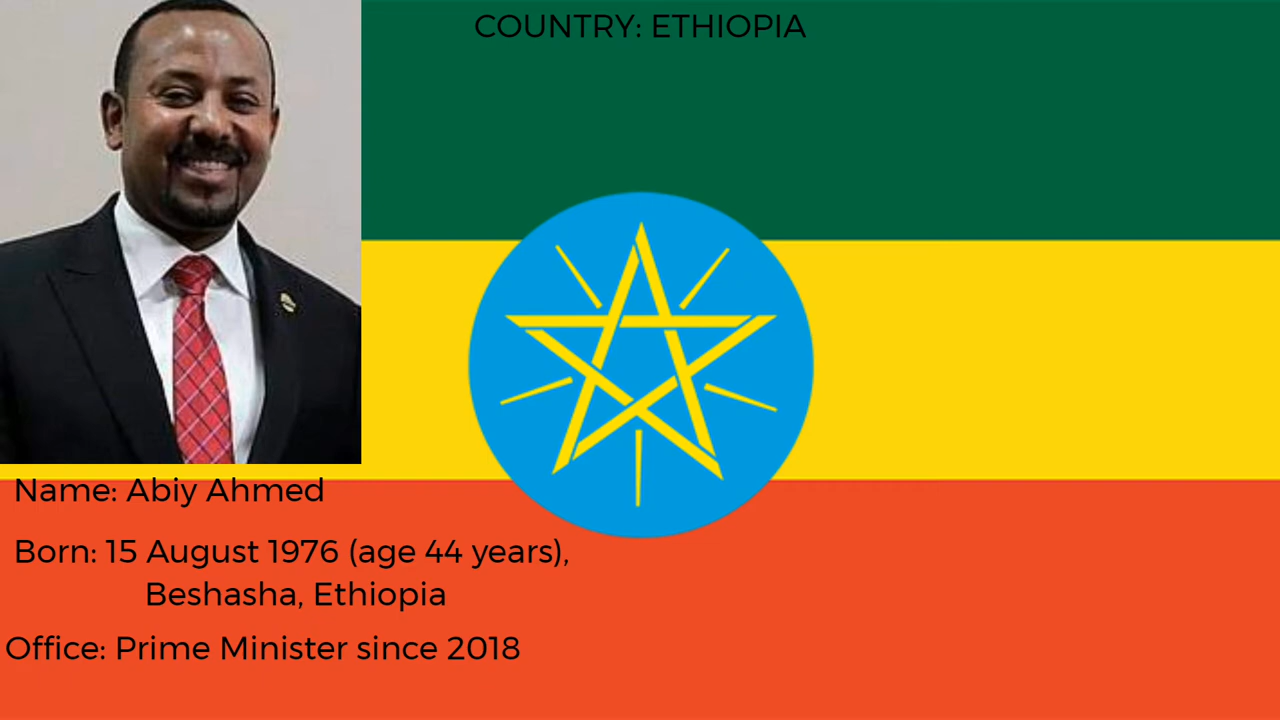 COUNTRY: ETHIOPIA
Name: Abiy Ahmed
Born: 15 August 1976 (age 44 years),
Beshasha, Ethiopia
Office: Prime Minister since 2018